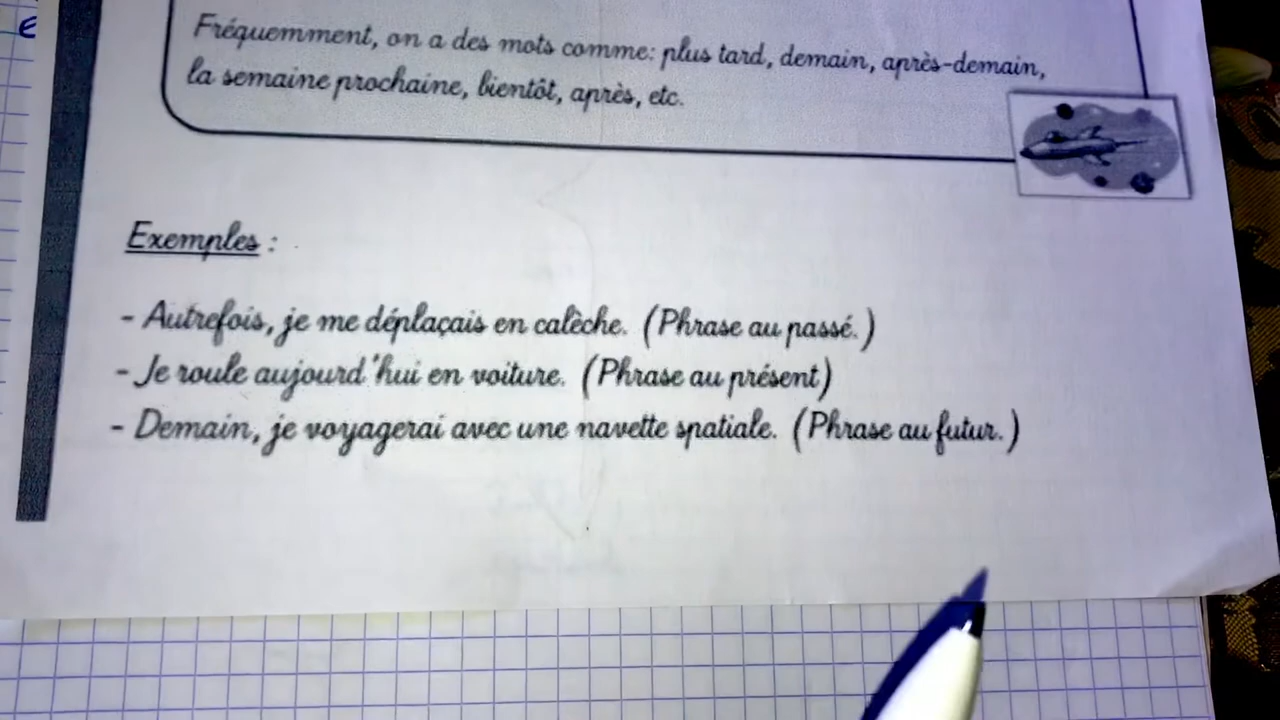 Fréquemment, on a des mots comme: plus tard, demain, après-demain,
la semaine prochaine, bientôt, après, etc.
Exemples :
- Autrefois, je me déplaçais en calèche. (Phrase au passé.)
- Je roule aujourd'hui en voiture. (Phrase au présent)
- Demain, je voyagerai avec une navette spatiale. (Phrase au futur.)